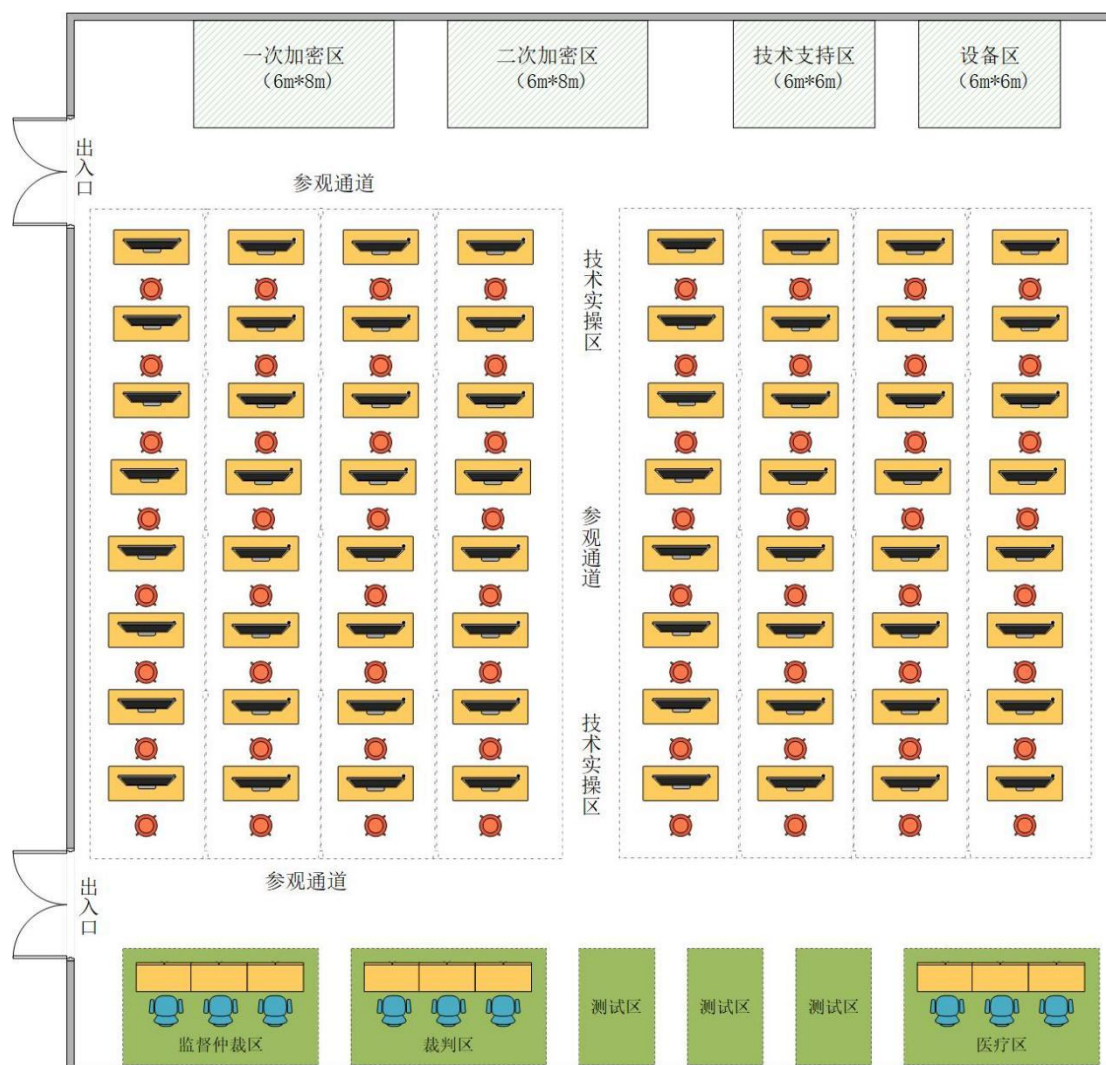 一次加密区
（6m*8m）
二次加密区
（6m*8m）
技术支持区
（6m*6m）
设备区
（6m*6m）
出入口
参观通道
技术实操区
参观通道
技术实操区
参观通道
出入口
监督仲裁区
裁判区
测试区
测试区
测试区
医疗区